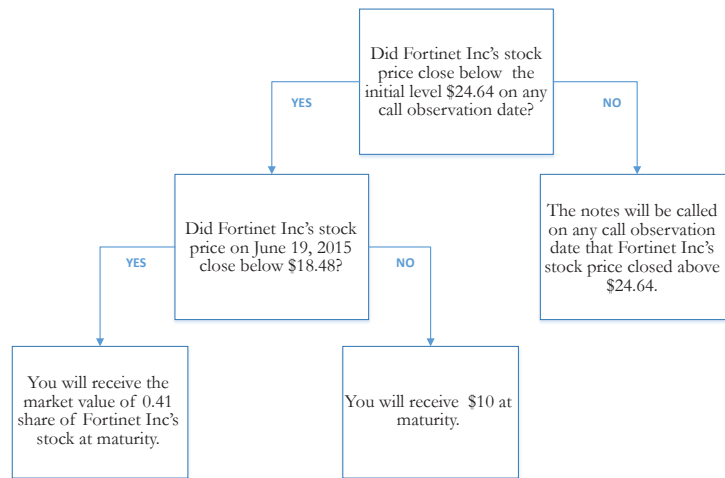 Did Fortinet Inc's stock
price close below the
initial level $24.64 on any
call observation date?
YES
NO
Did Fortinet Inc's stock
price on June 19, 2015
close below $18.48?
The notes will be called
on any call observation
date that Fortinet Inc's
stock price closed above
$24.64.
YES
NO
You will receive the
market value of 0.41
share of Fortinet Inc's
stock at maturity.
You will receive $10 at
maturity.